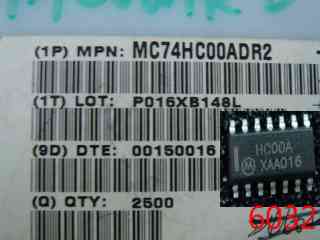 (1P) MPN: MC74HC00ADR2
(1T) LOT: P016XB148L
(9D) DTE: 00150016
(Q) QTY: 2500
HC00A
XAA016
6032